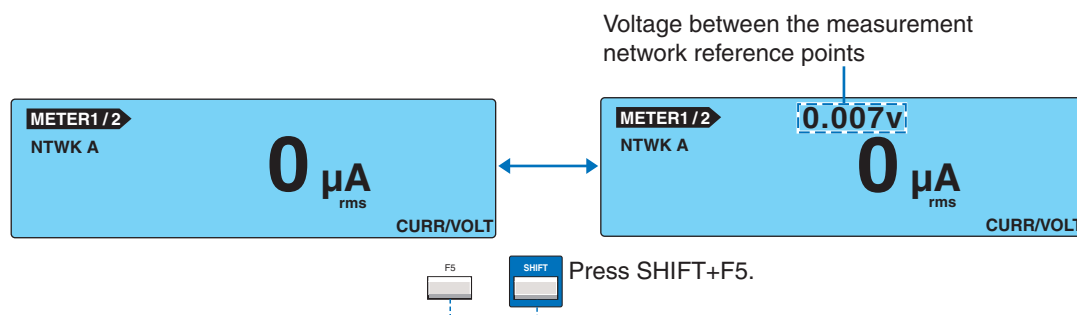 Voltage between the measurement
network reference points
METER1/2
NTWK A
0 µA
rms
CURR/VOLT
METER1/2
0.007v
NTWK A
0 µA
rms
CURR/VOLT
F5
SHIFT
Press SHIFT+F5.